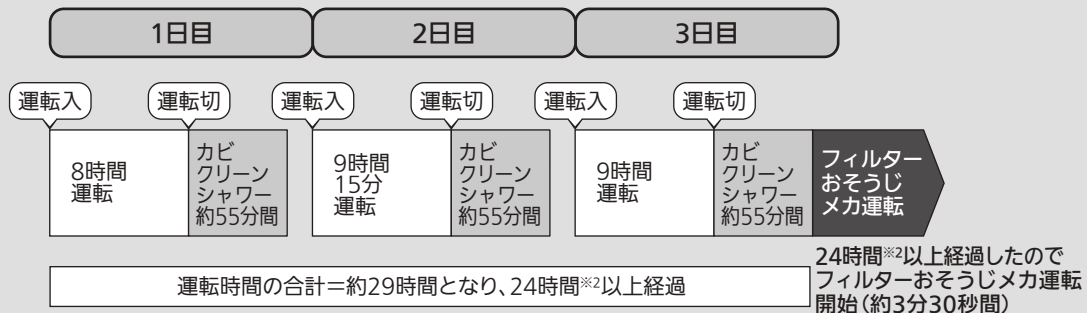 1日目
2日目
3日目
運転入
運転切
運転入
運転切
運転入
運転切
8時間
運転
カビ
クリーン
シャワー
約55分間
9時間
15分
運転
カビ
クリーン
シャワー
約55分間
9時間
運転
カビ
クリーン
シャワー
約55分間
フィルター
おそうじ
メカ運転
運転時間の合計＝約29時間となり、24時間※2以上経過
24時間※2以上経過したので
フィルターおそうじメカ運転
開始（約3分30秒間）